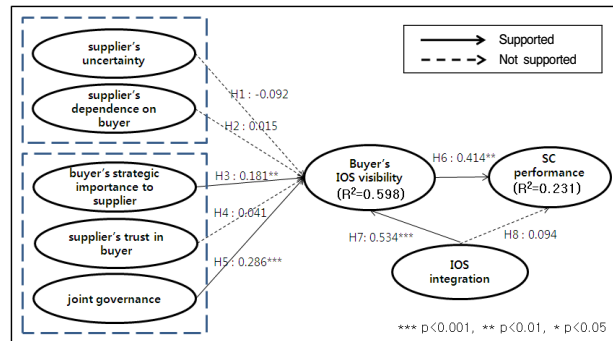 supplier's
uncertainty
supplier's
dependence on
buyer
buyer's strategic
importance to
supplier
supplier's trust in
buyer
joint governance
H1 : -0.092
H2 : 0.015
H3 : 0.181**
H4 : 0.041
H5 : 0.286***
Buyer's
IOS visibility
(R²=0.598)
H6 : 0.414**
SC
performance
(R²=0.231)
H7: 0.534***
H8 : 0.094
IOS
integration
Supported
Not supported
*** p<0.001, ** p<0.01, * p<0.05